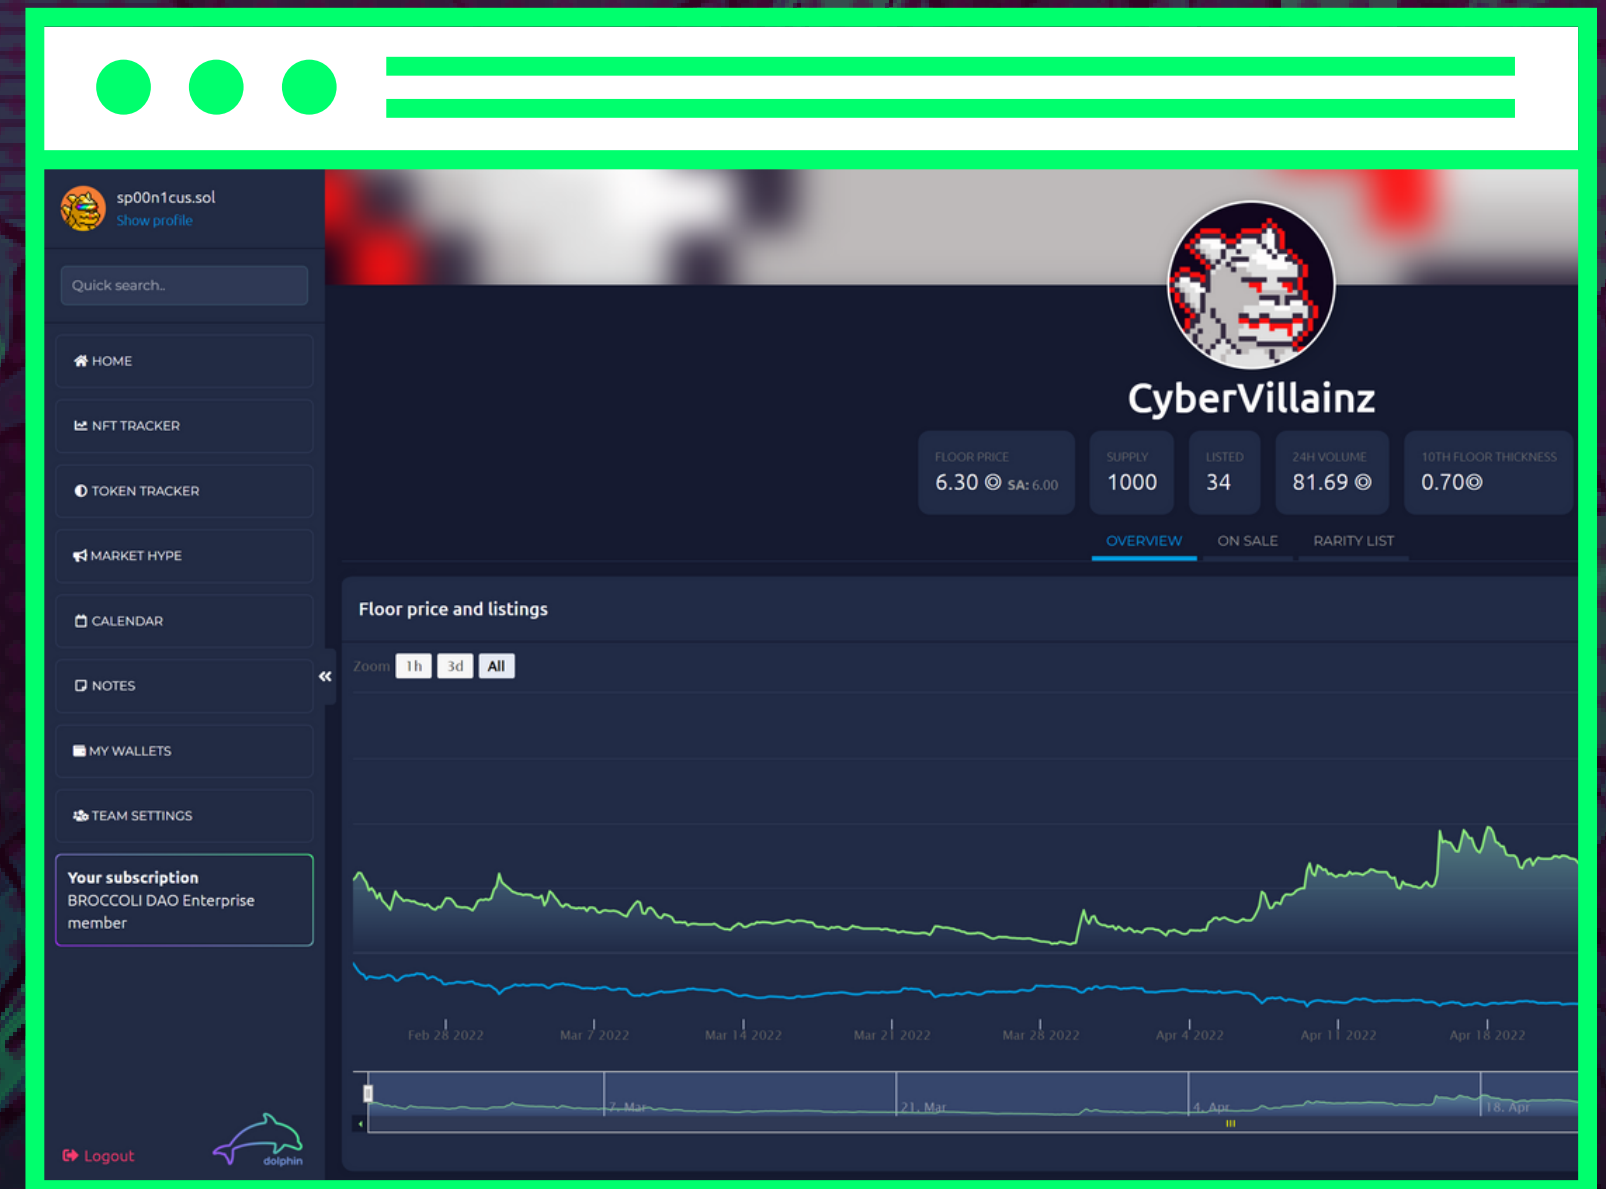 sp00n1cus.sol
Show profile
Quick search..
HOME
NFT TRACKER
TOKEN TRACKER
MARKET HYPE
CALENDAR
NOTES
MY WALLETS
TEAM SETTINGS
Your subscription
BROCCOLI DAO Enterprise
member
Logout
dolphin
CyberVillainz
FLOOR PRICE
6.30 SA: 6.00
SUPPLY
1000
LISTED
34
24H VOLUME
81.69
10TH FLOOR THICKNESS
0.70
OVERVIEW ON SALE RARITY LIST
Floor price and listings
Zoom 1h 3d All
Feb 28 2022 Mar 7 2022 Mar 14 2022 Mar 21 2022 Mar 28 2022 Apr 4 2022 Apr 11 2022 Apr 18 2022
7. Mar 21. Mar 4. Apr 18. Apr